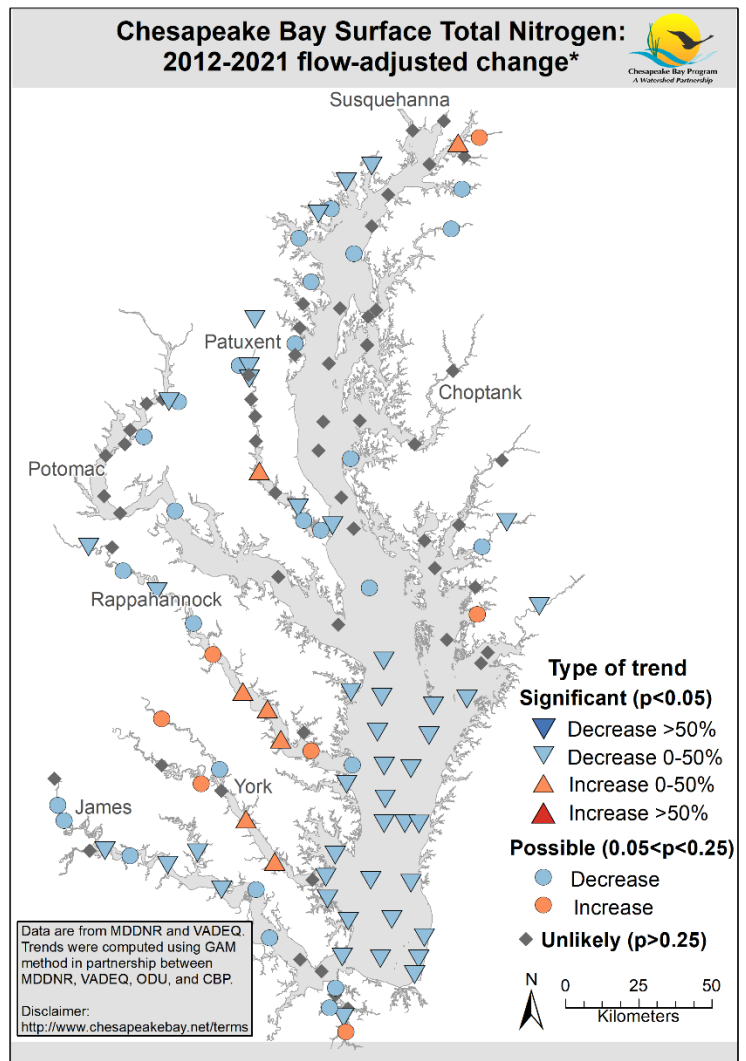 Chesapeake Bay Surface Total Nitrogen:
2012-2021 flow-adjusted change*
Chesapeake Bay Program
A Watershed Partnership
Susquehanna
Patuxent
Choptank
Potomac
Rappahannock
York
James
Type of trend
Significant (p<0.05)
Decrease >50%
Decrease 0-50%
Increase 0-50%
Increase >50%
Possible (0.05<p<0.25)
Decrease
Increase
Unlikely (p>0.25)
Data are from MDDNR and VADEQ.
Trends were computed using GAM
method in partnership between
MDDNR, VADEQ, ODU, and CBP.
Disclaimer:
http://www.chesapeakebay.net/terms
N
0 25 50
Kilometers